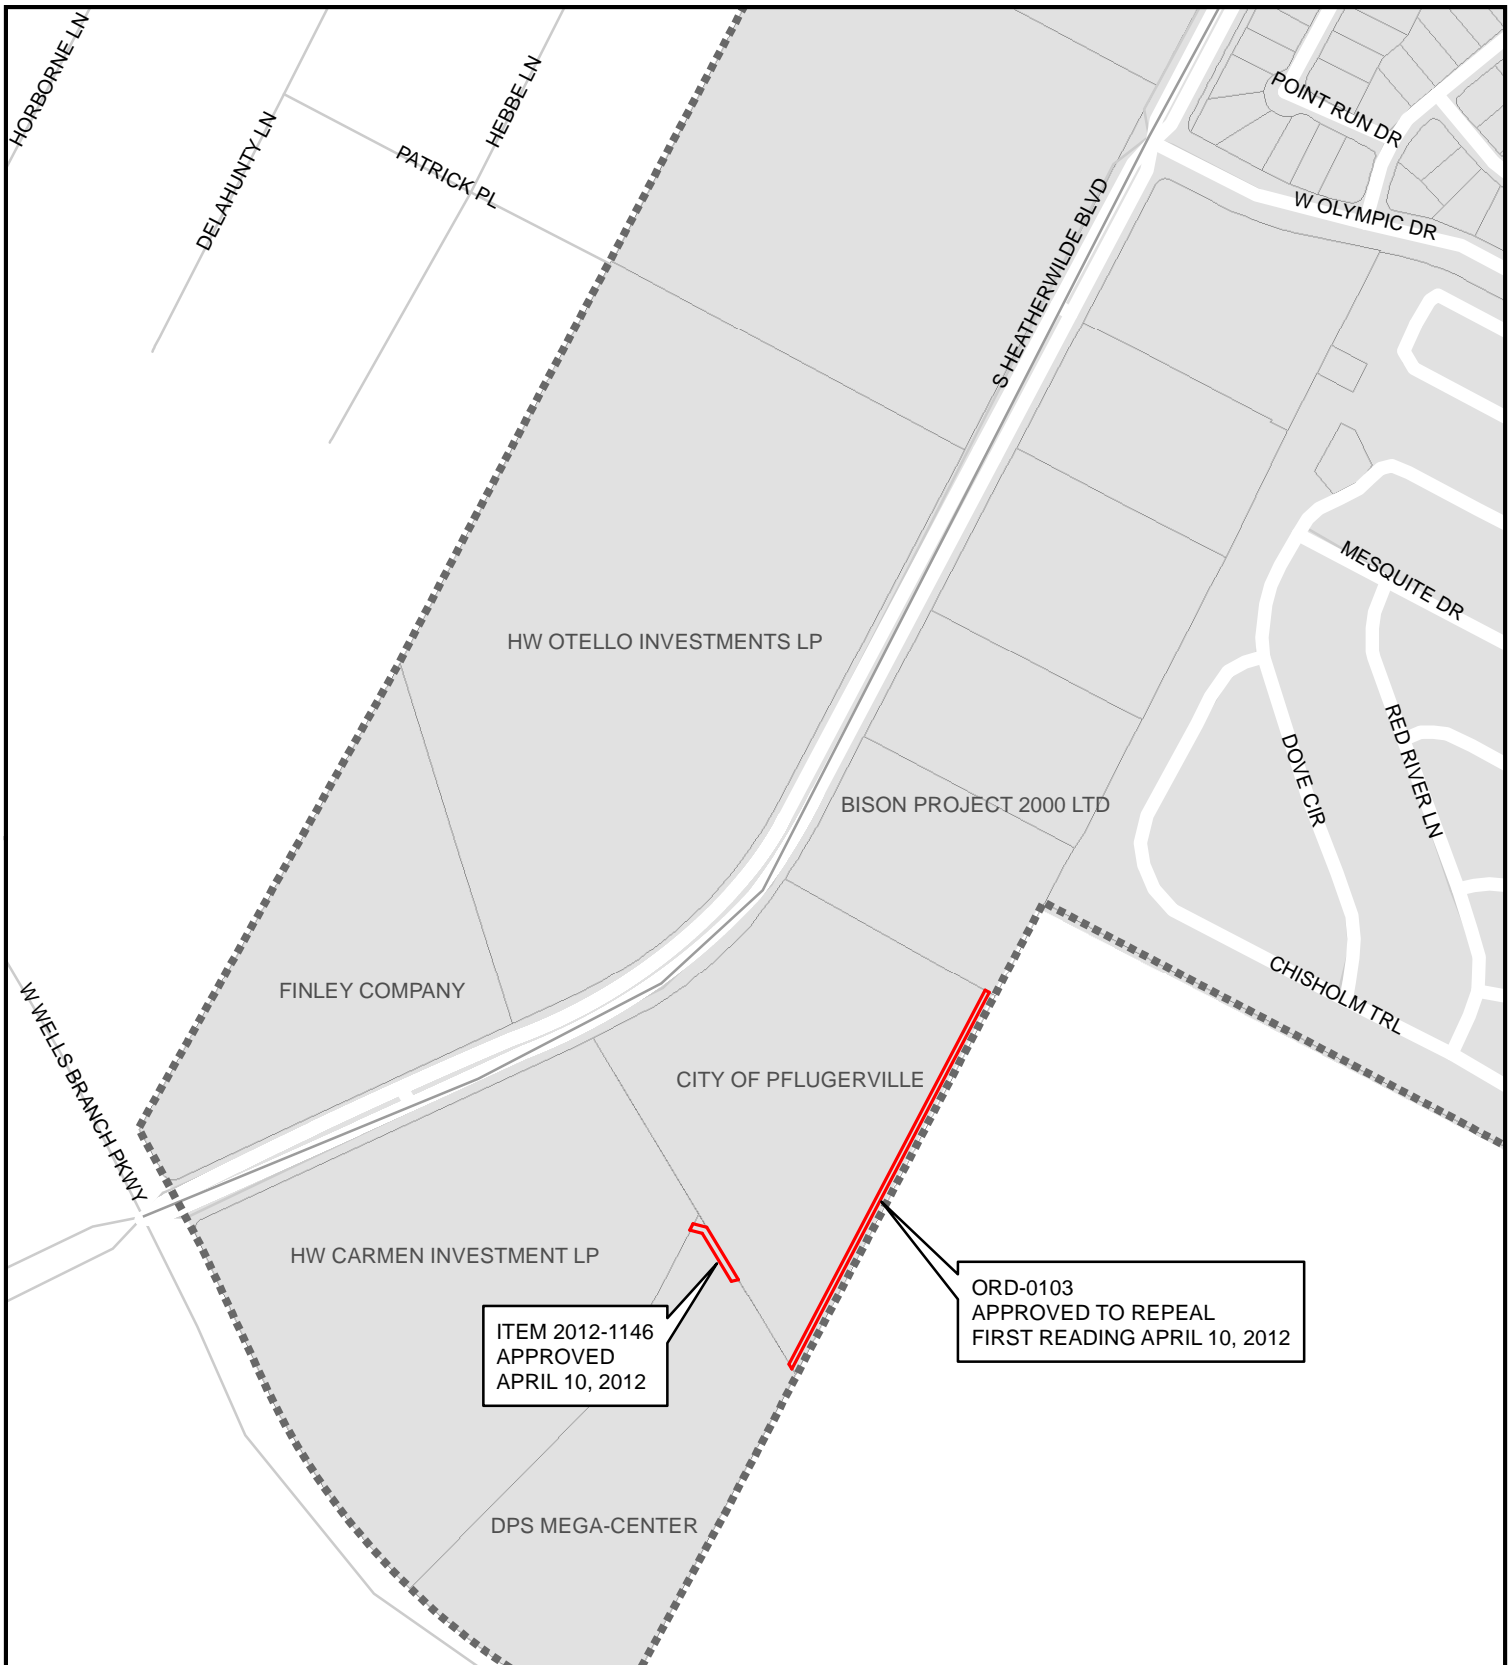 HORBORNE LN
DELAHUNTY LN
HEBBE LN
PATRICK PL
POINT RUN DR
W OLYMPIC DR
S HEATHERWILDE BLVD
MESQUITE DR
HW OTELLO INVESTMENTS LP
RED RIVER LN
DOVE CIR
BISON PROJECT 2000 LTD
CHISHOLM TRL
FINLEY COMPANY
W WELLS BRANCH PKWY
CITY OF PFLUGERVILLE
HW CARMEN INVESTMENT LP
ITEM 2012-1146
APPROVED
APRIL 10, 2012
ORD-0103
APPROVED TO REPEAL
FIRST READING APRIL 10, 2012
DPS MEGA-CENTER